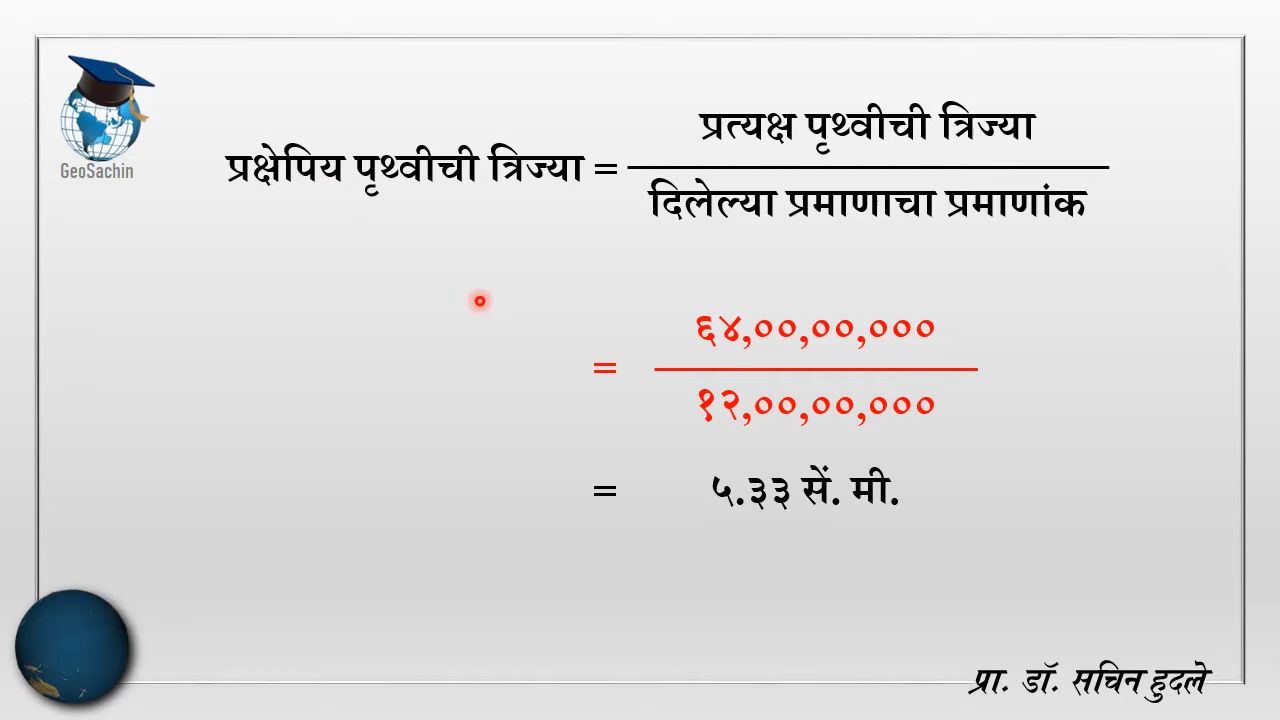 GeoSachin
प्रक्षेपिय पृथ्वीची त्रिज्या =
प्रत्यक्ष पृथ्वीची त्रिज्या
दिलेल्या प्रमाणाचा प्रमाणांक
=
६४,००,००,०००
१२,००,००,०००
= ५.३३ सें. मी.
प्रा. डॉ. सचिन हुदले